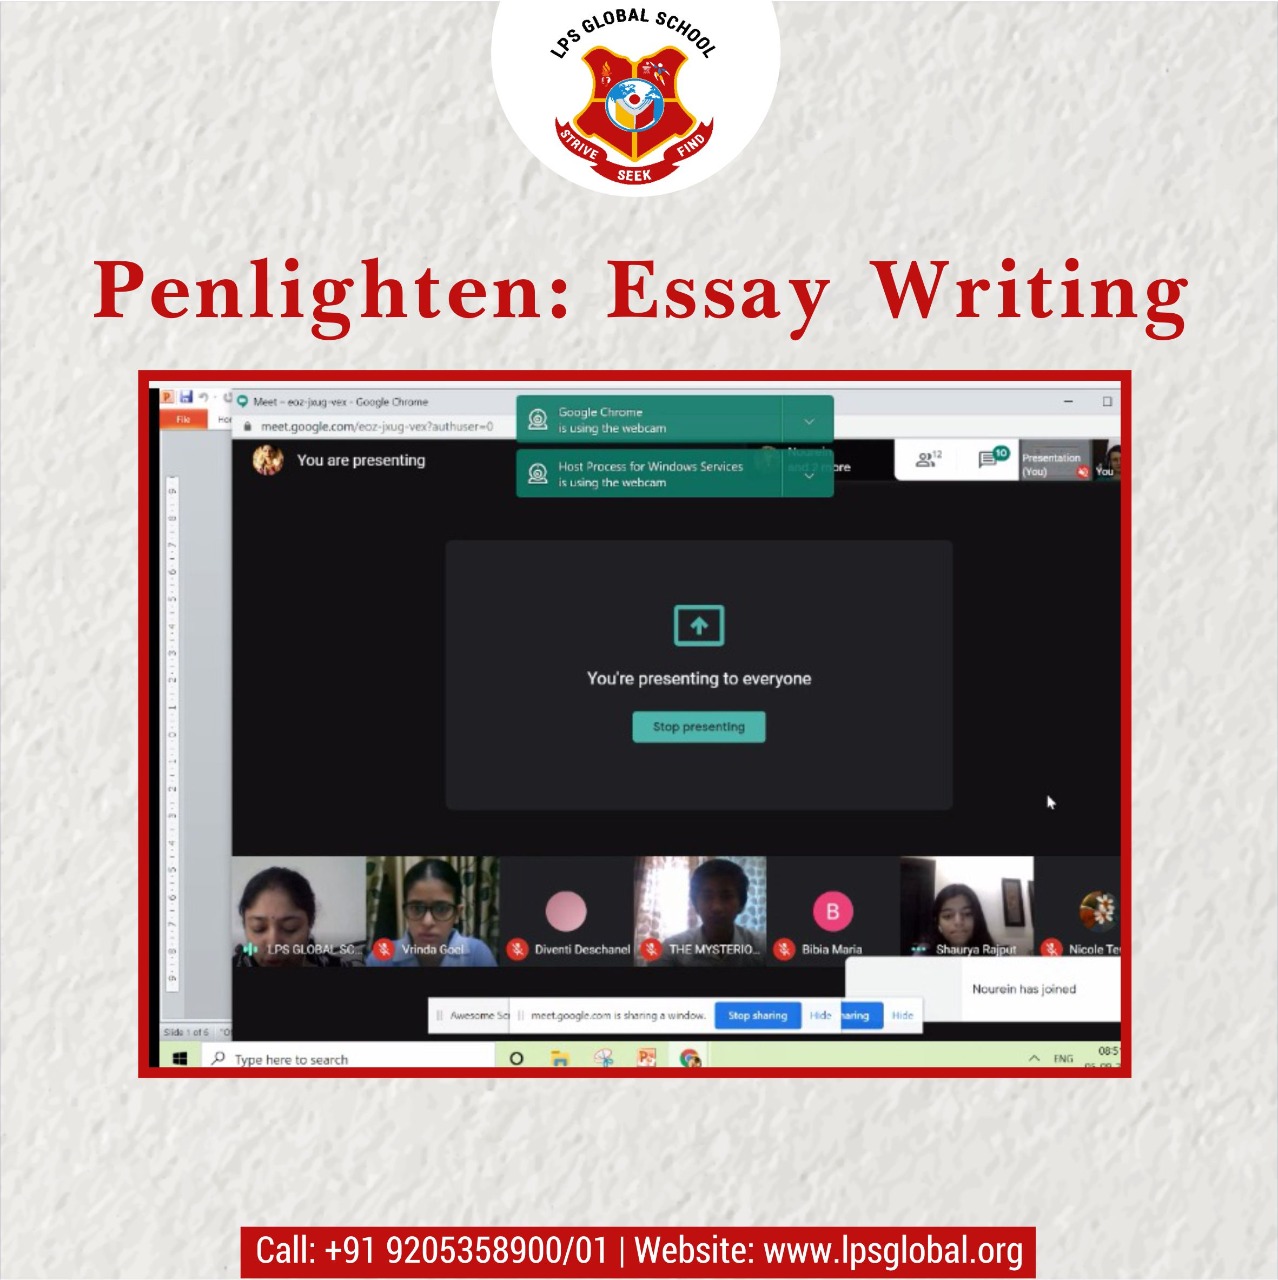 LPS GLOBAL SCHOOL
STRIVE
SEEK
FIND
Penlighten: Essay Writing
Meet – eoz-jxug-vex - Google Chrome
File
meet.google.com/eoz-jxug-vex?authuser=0
Google Chrome
is using the webcam
Host Process for Windows Services
is using the webcam
You are presenting
Nourein
and 2 more
12
10
Presentation
(You)
You
You're presenting to everyone
Stop presenting
LPS GLOBAL SC...
Vrinda Goel
Diventi Deschanel
THE MYSTERIO...
B
Bibia Maria
Shaurya Rajput
Nicole
Nourein has joined
Awesome
meet.google.com is sharing a window.
Stop sharing
Hide
haring
Hide
Slide 1 of 6
Type here to search
ENG
08:5
Call: +91 9205358900/01 | Website: www.lpsglobal.org